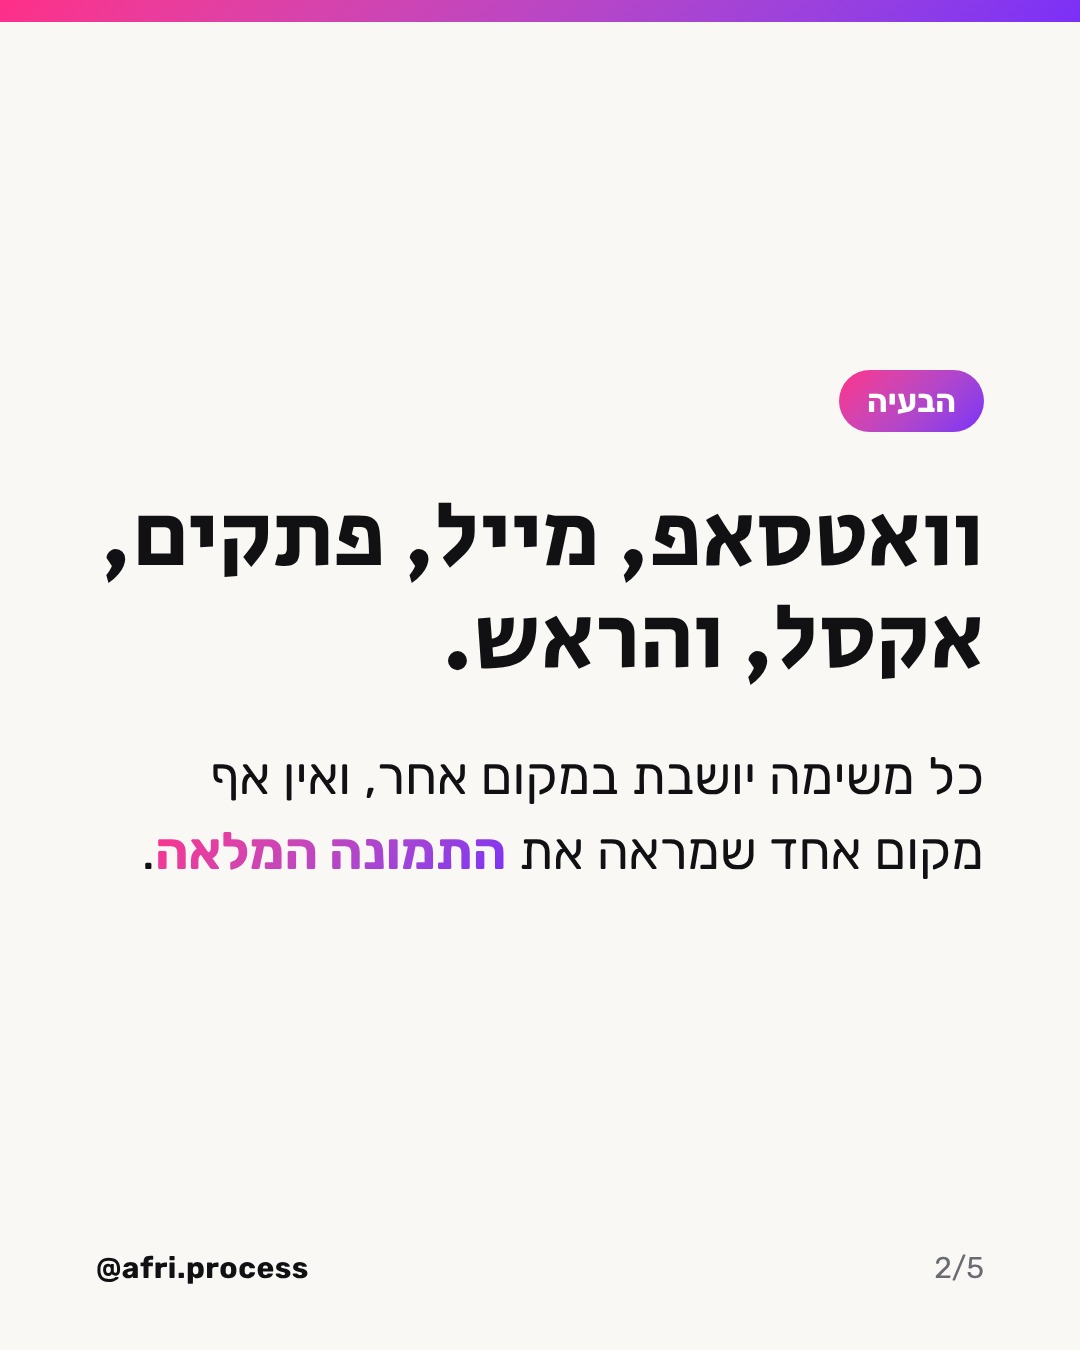 הבעיה
וואטסאפ, מייל, פתקים,
אקסל, והראש.
כל משימה יושבת במקום אחר, ואין אף
מקום אחד שמראה את התמונה המלאה.
@afri.process
2/5